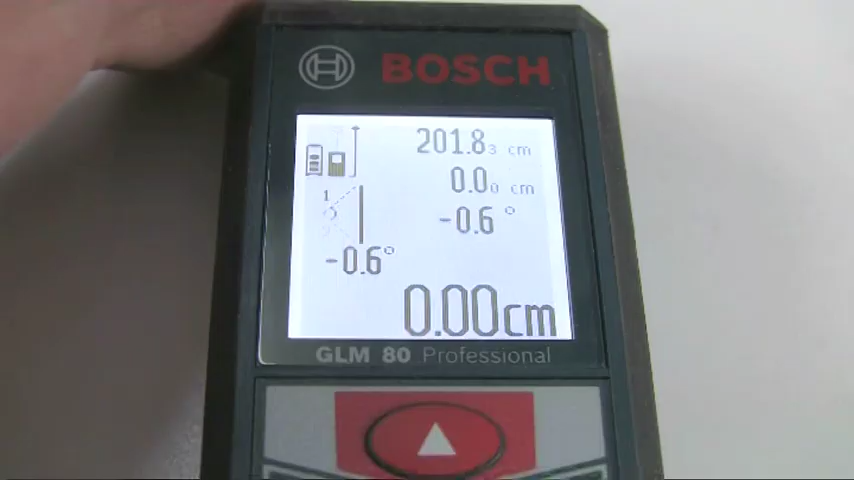 BOSCH
201.83 cm
0.00 cm
1
-0.6°
-0.6°
0.00cm
GLM 80 Professional